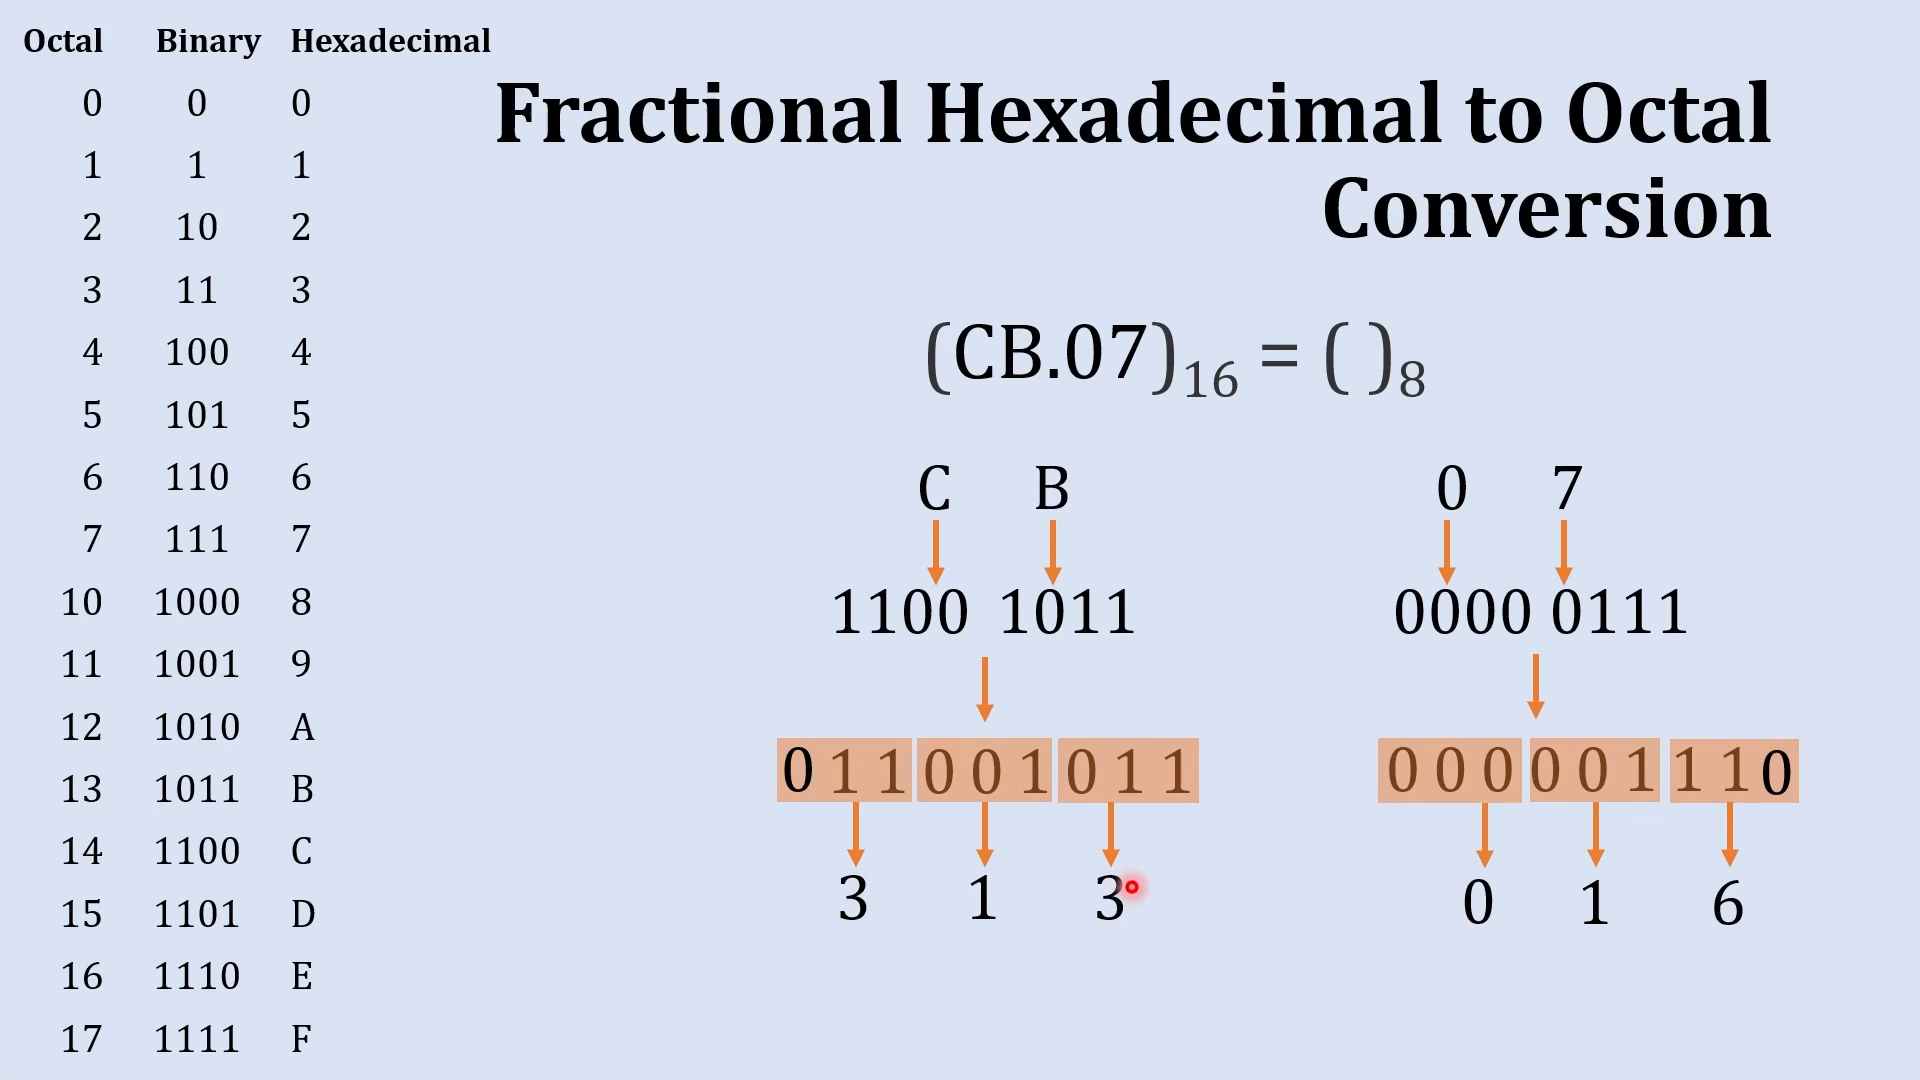 Octal Binary Hexadecimal
0 0 0
1 1 1
2 10 2
3 11 3
4 100 4
5 101 5
6 110 6
7 111 7
10 1000 8
11 1001 9
12 1010 A
13 1011 B
14 1100 C
15 1101 D
16 1110 E
17 1111 F
Fractional Hexadecimal to Octal
Conversion
(CB.07)₁₆ = ( )₈
C B 0 7
1100 1011 0000 0111
0 1 1 0 0 1 0 1 1 0 0 0 0 0 1 1 1 0
3 1 3 0 1 6